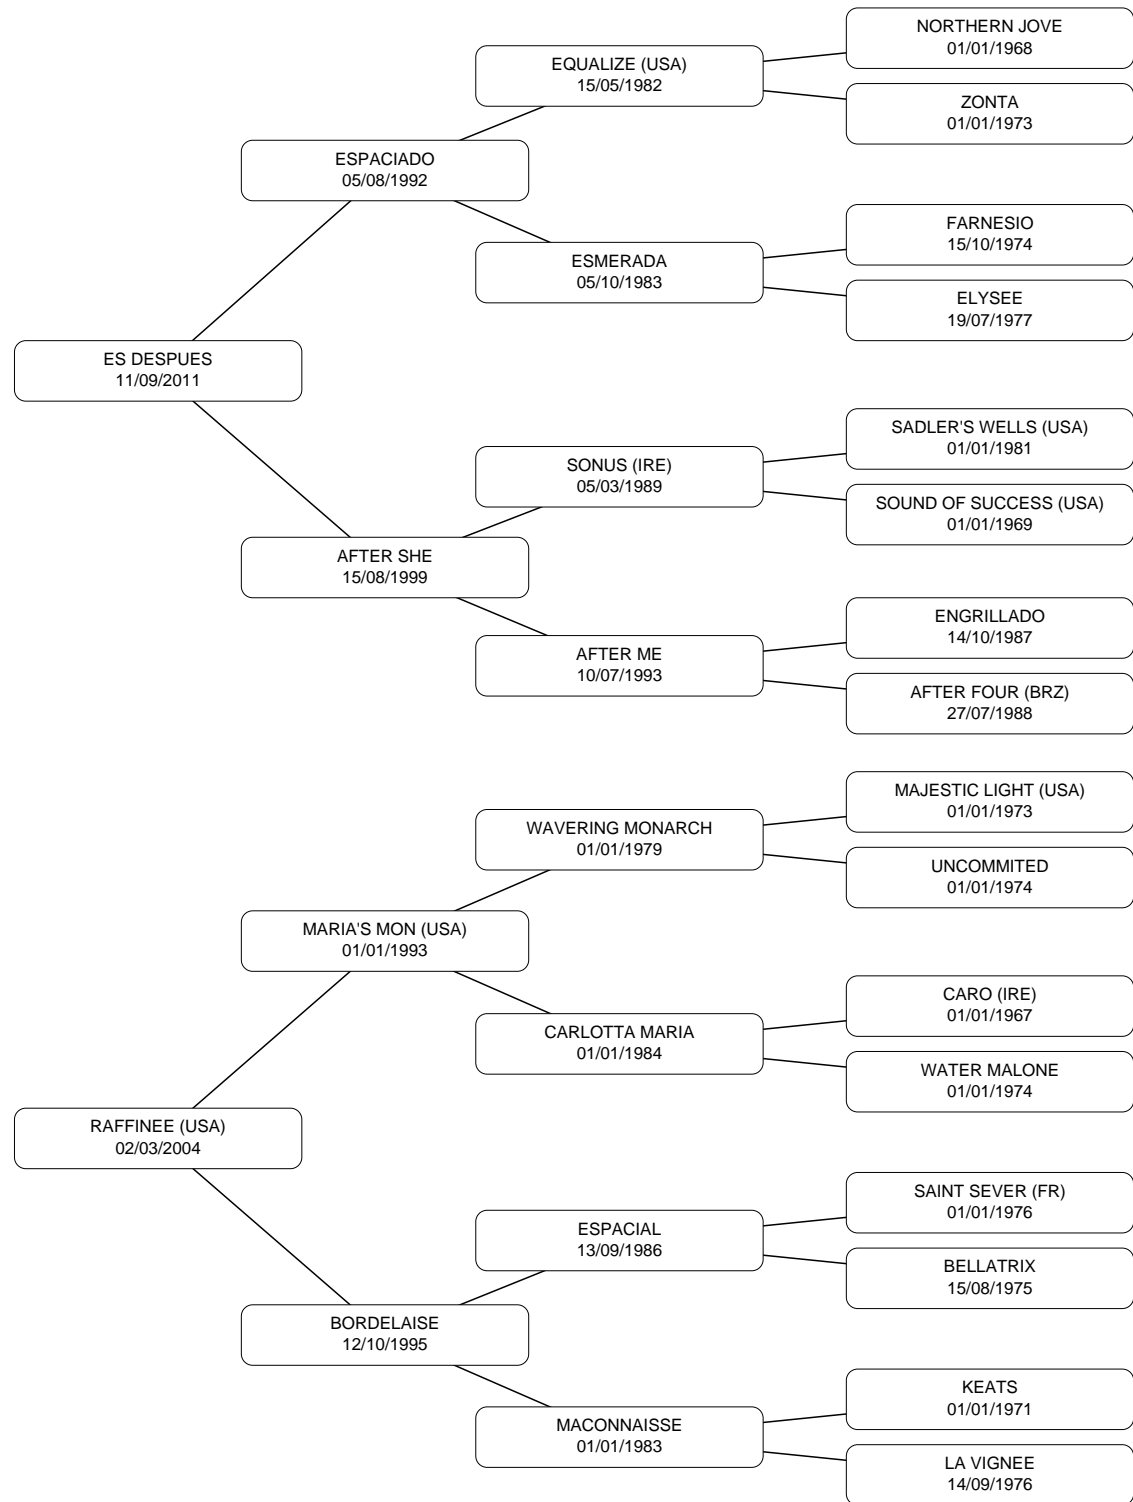 NORTHERN JOVE
01/01/1968
EQUALIZE (USA)
15/05/1982
ZONTA
01/01/1973
ESPACIADO
05/08/1992
FARNESIO
15/10/1974
ESMERADA
05/10/1983
ELYSEE
19/07/1977
ES DESPUES
11/09/2011
SADLER'S WELLS (USA)
01/01/1981
SONUS (IRE)
05/03/1989
SOUND OF SUCCESS (USA)
01/01/1969
AFTER SHE
15/08/1999
ENGRILLADO
14/10/1987
AFTER ME
10/07/1993
AFTER FOUR (BRZ)
27/07/1988
MAJESTIC LIGHT (USA)
01/01/1973
WAVERING MONARCH
01/01/1979
UNCOMMITED
01/01/1974
MARIA'S MON (USA)
01/01/1993
CARO (IRE)
01/01/1967
CARLOTTA MARIA
01/01/1984
WATER MALONE
01/01/1974
RAFFINEE (USA)
02/03/2004
SAINT SEVER (FR)
01/01/1976
ESPACIAL
13/09/1986
BELLATRIX
15/08/1975
BORDELAISE
12/10/1995
KEATS
01/01/1971
MACONNAISSE
01/01/1983
LA VIGNEE
14/09/1976